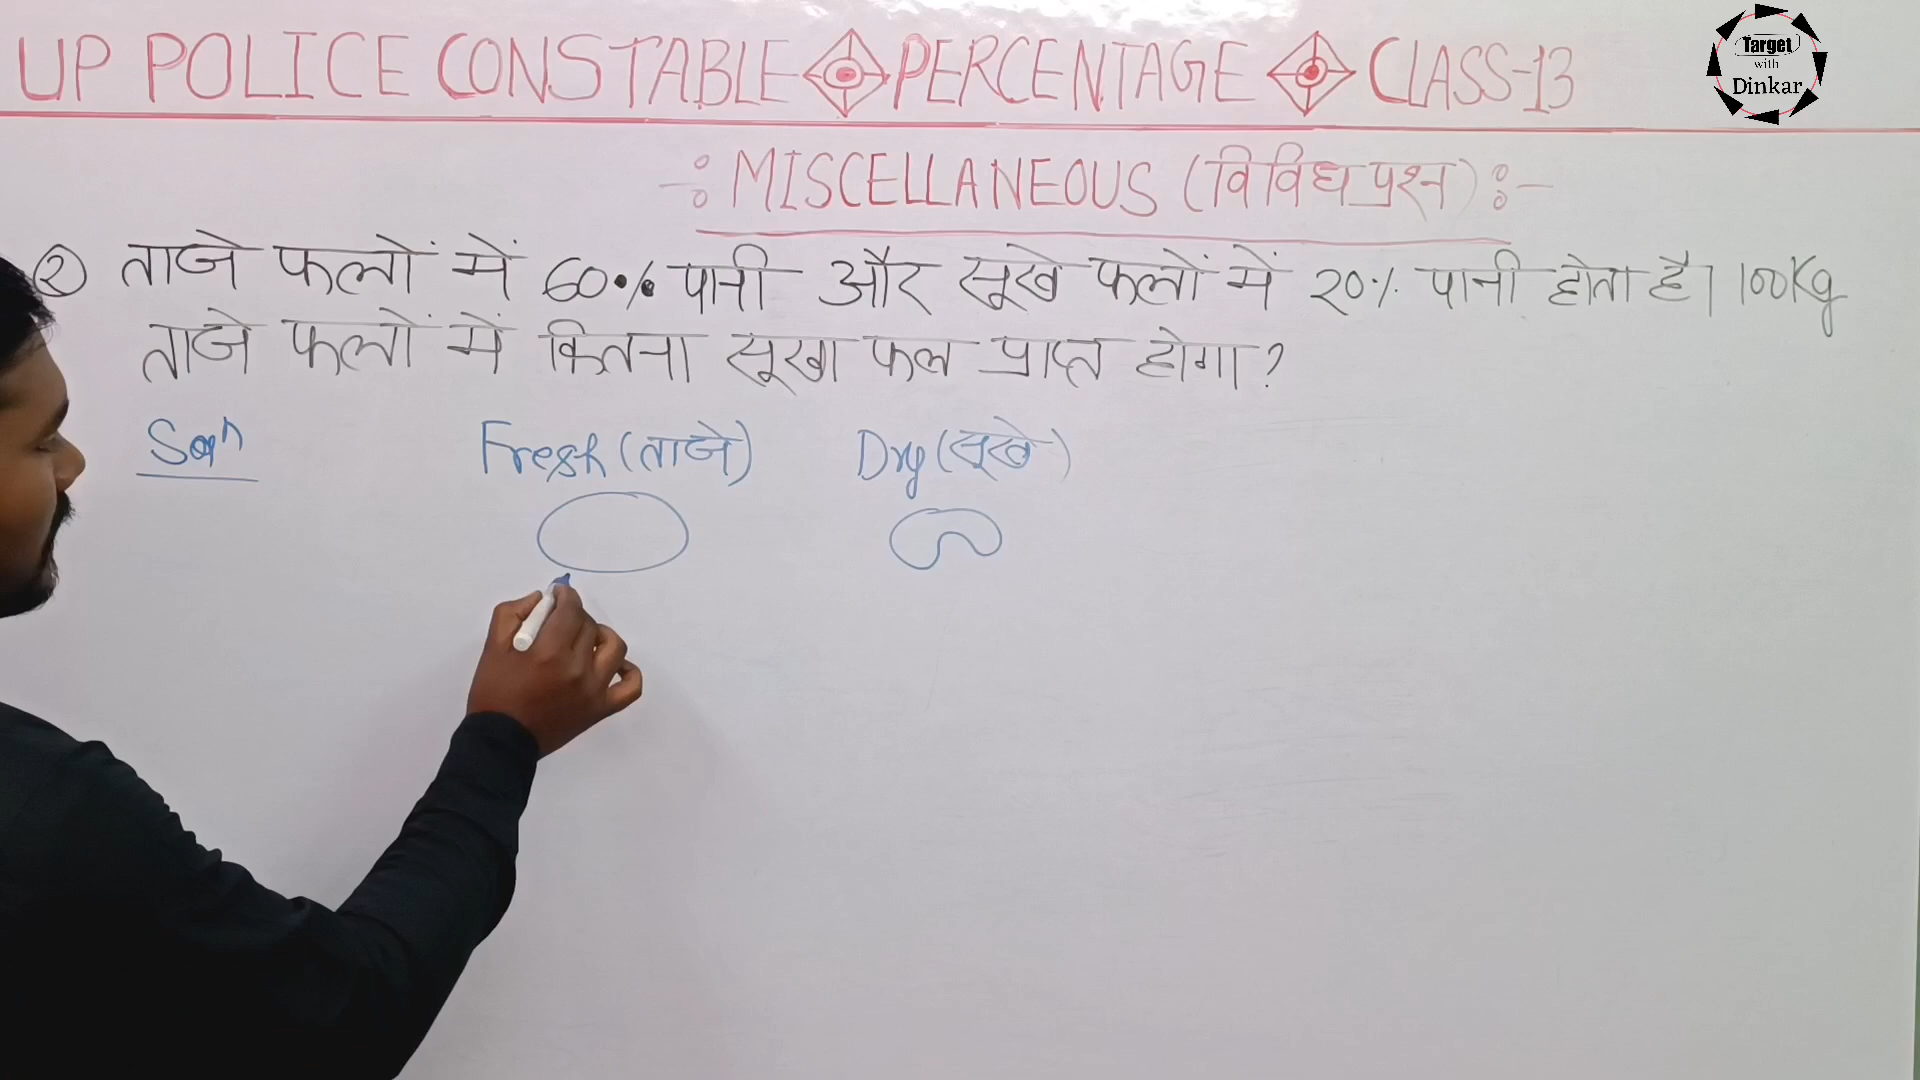 UP POLICE CONSTABLE PERCENTAGE CLASS-13
Target
with
Dinkar
-: MISCELLANEOUS (विविध प्रश्न) :-
② ताजे फलों में 60% पानी और सूखे फलों में 20% पानी होता है। 100Kg
ताजे फलों में कितना सूखा फल प्राप्त होगा?
Solⁿ Fresh (ताजे) Dry (सूखे)